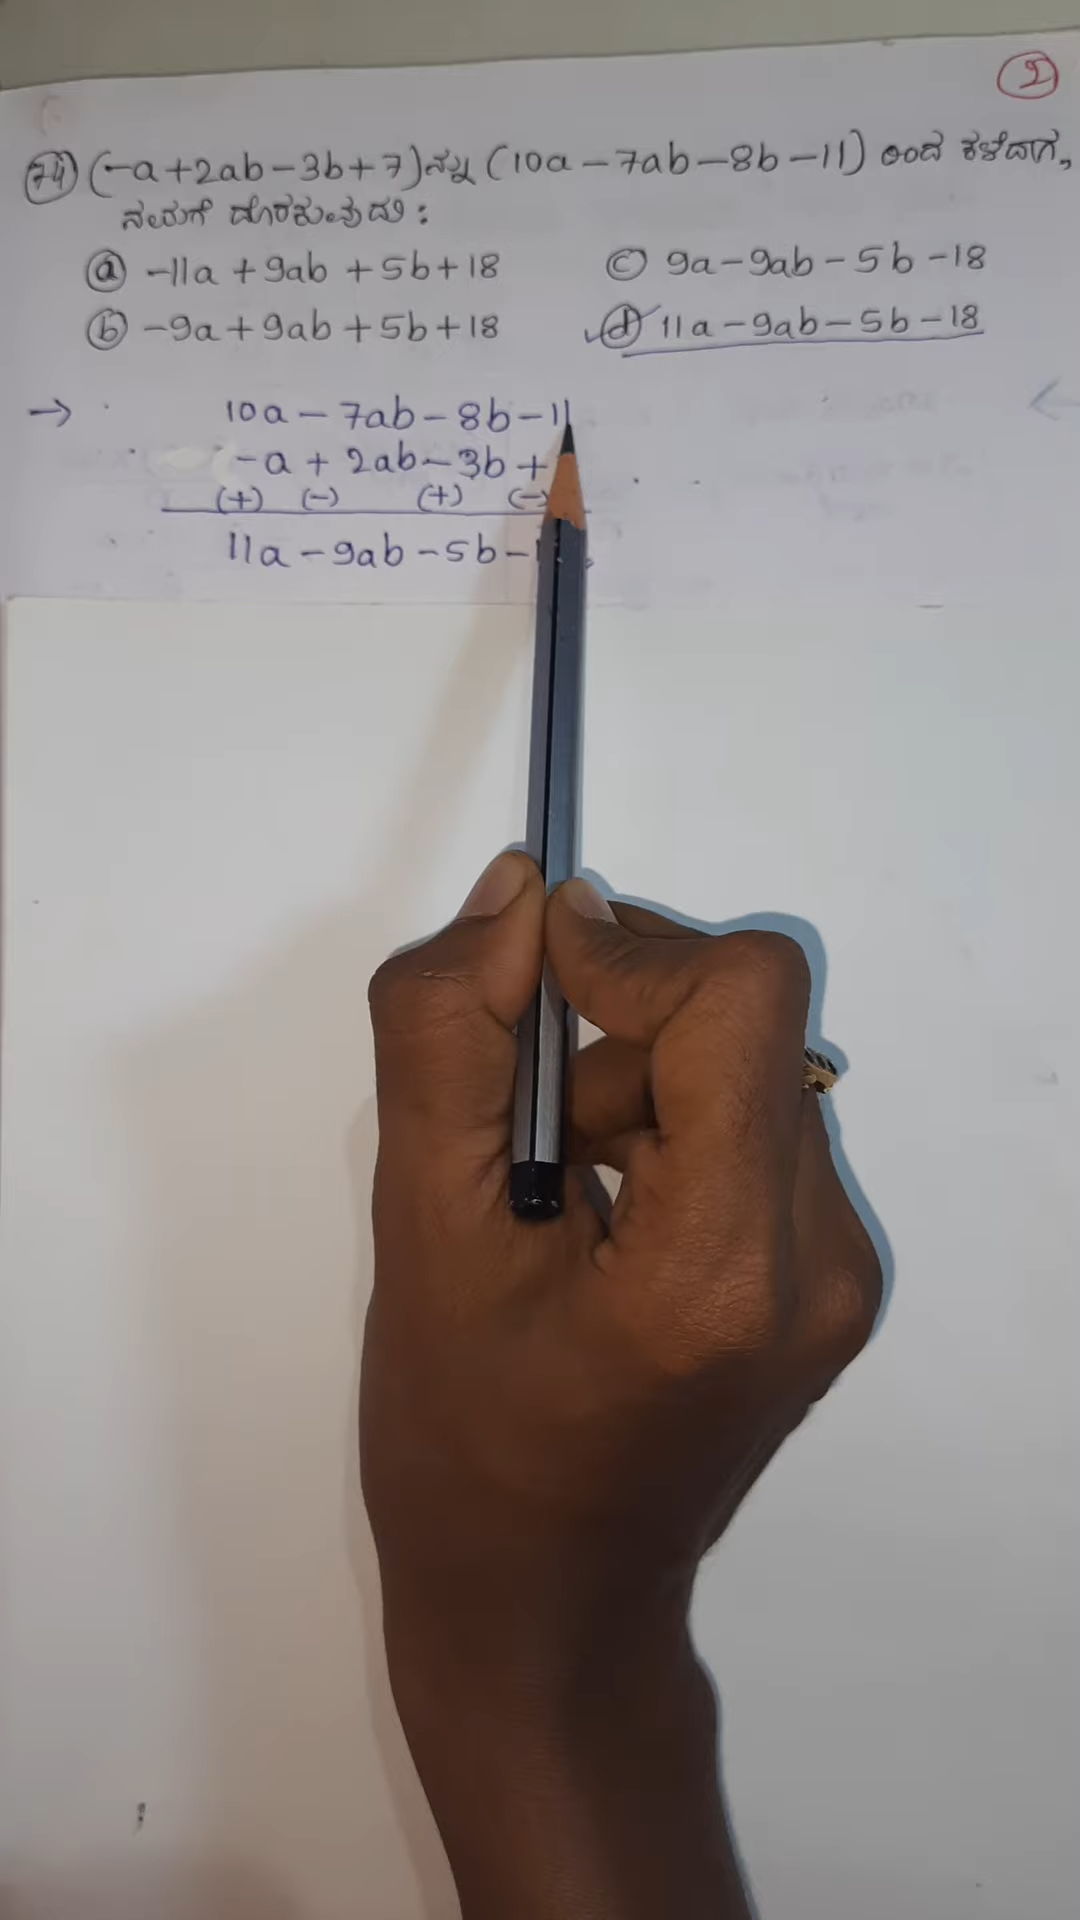 2
74 (-a+2ab-3b+7)ನ್ನು (10a-7ab-8b-11) ರಿಂದ ಕಳೆದಾಗ,
ನಮಗೆ ದೊರಕುವುದು :
a -11a + 9ab + 5b+18
c 9a-9ab-5b-18
b -9a+9ab+5b+18
d 11a-9ab-5b-18
→ 10a - 7ab - 8b - 11
-a + 2ab - 3b +
(+) (-) (+) (-)
11a - 9ab - 5b -